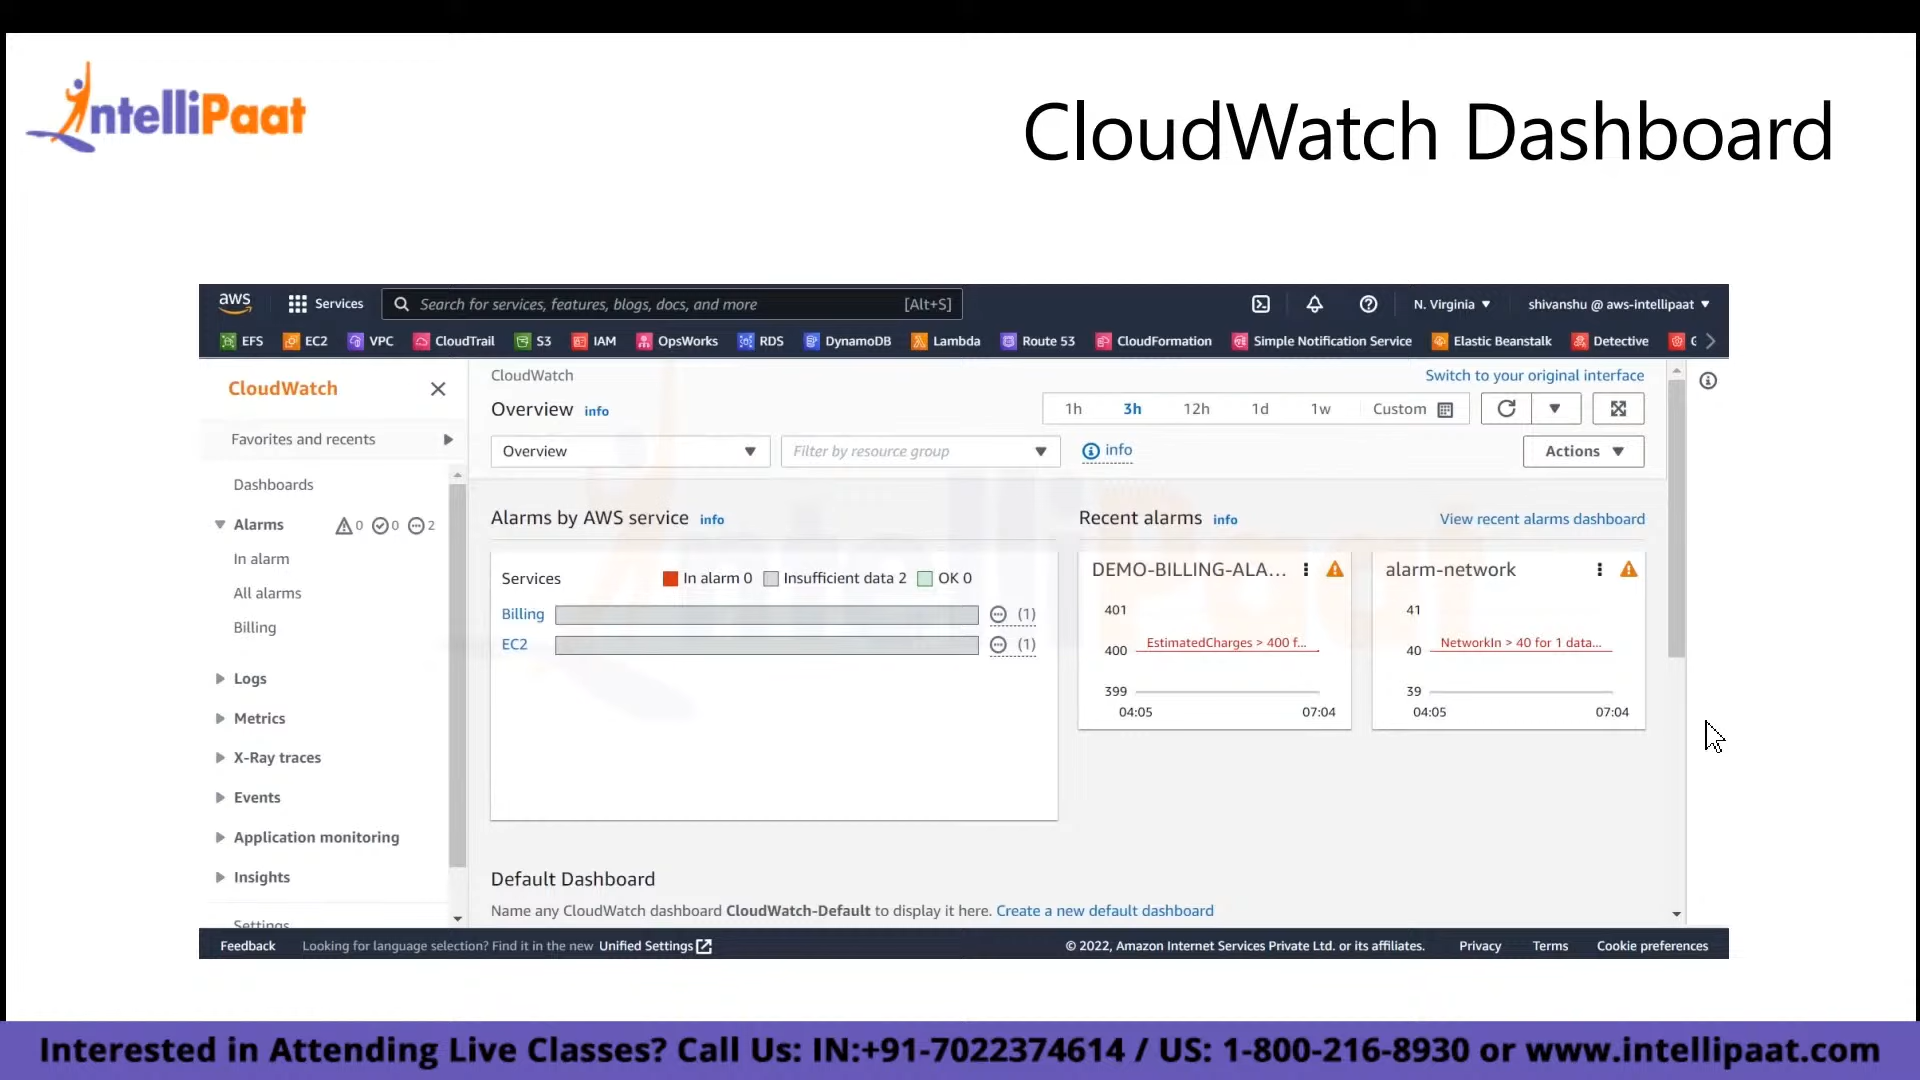 IntelliPaat
CloudWatch Dashboard
aws Services Search for services, features, blogs, docs, and more [Alt+S] N. Virginia shivanshu @ aws-intellipaat
EFS EC2 VPC CloudTrail S3 IAM OpsWorks RDS DynamoDB Lambda Route 53 CloudFormation Simple Notification Service Elastic Beanstalk Detective
CloudWatch
Favorites and recents
Dashboards
Alarms 0 0 2
In alarm
All alarms
Billing
Logs
Metrics
X-Ray traces
Events
Application monitoring
Insights
Settings
CloudWatch
Switch to your original interface
Overview info
1h 3h 12h 1d 1w Custom
Overview Filter by resource group info Actions
Alarms by AWS service info
Services In alarm 0 Insufficient data 2 OK 0
Billing (1)
EC2 (1)
Recent alarms info View recent alarms dashboard
DEMO-BILLING-ALA...
401
EstimatedCharges > 400 f...
400
399
04:05 07:04
alarm-network
41
NetworkIn > 40 for 1 data...
40
39
04:05 07:04
Default Dashboard
Name any CloudWatch dashboard CloudWatch-Default to display it here. Create a new default dashboard
Feedback Looking for language selection? Find it in the new Unified Settings © 2022, Amazon Internet Services Private Ltd. or its affiliates. Privacy Terms Cookie preferences
Interested in Attending Live Classes? Call Us: IN:+91-7022374614 / US: 1-800-216-8930 or www.intellipaat.com